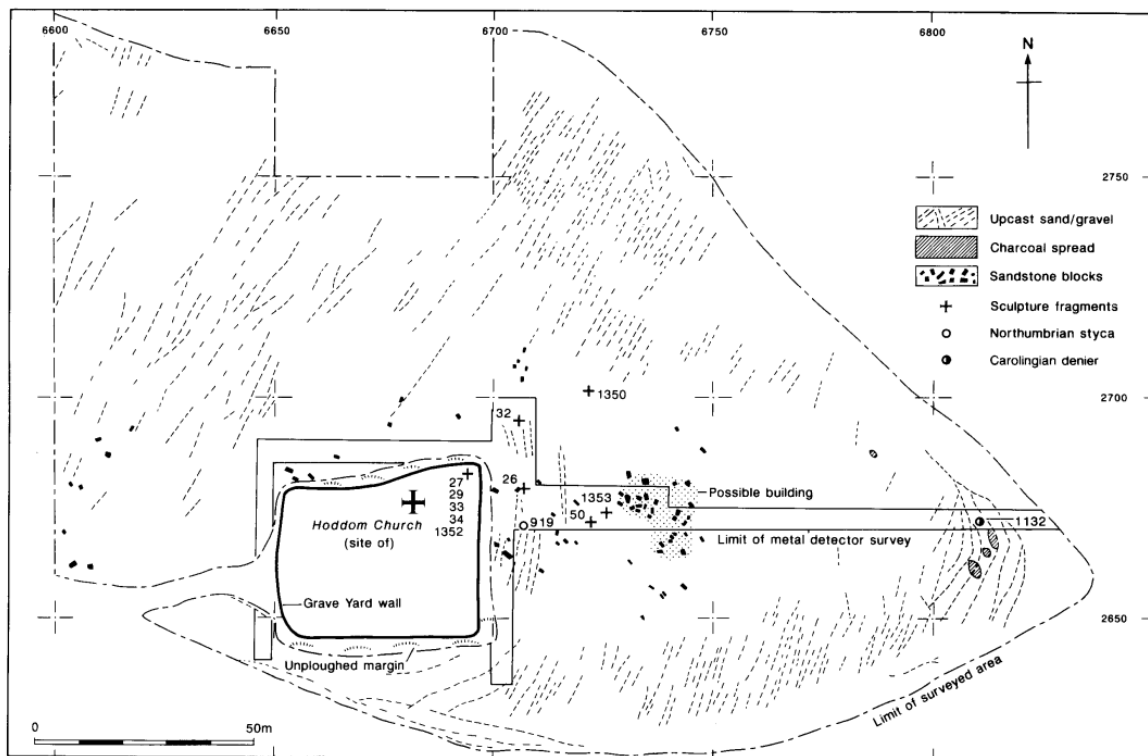 6600
6650
6700
6750
6800
N
2750
Upcast sand/gravel
Charcoal spread
Sandstone blocks
Sculpture fragments
Northumbrian styca
Carolingian denier
1350
2700
32
27
29
33
34
1352
26
1353
50
919
Possible building
Hoddom Church
(site of)
1132
Limit of metal detector survey
Grave Yard wall
2650
Unploughed margin
Limit of surveyed area
0
50m